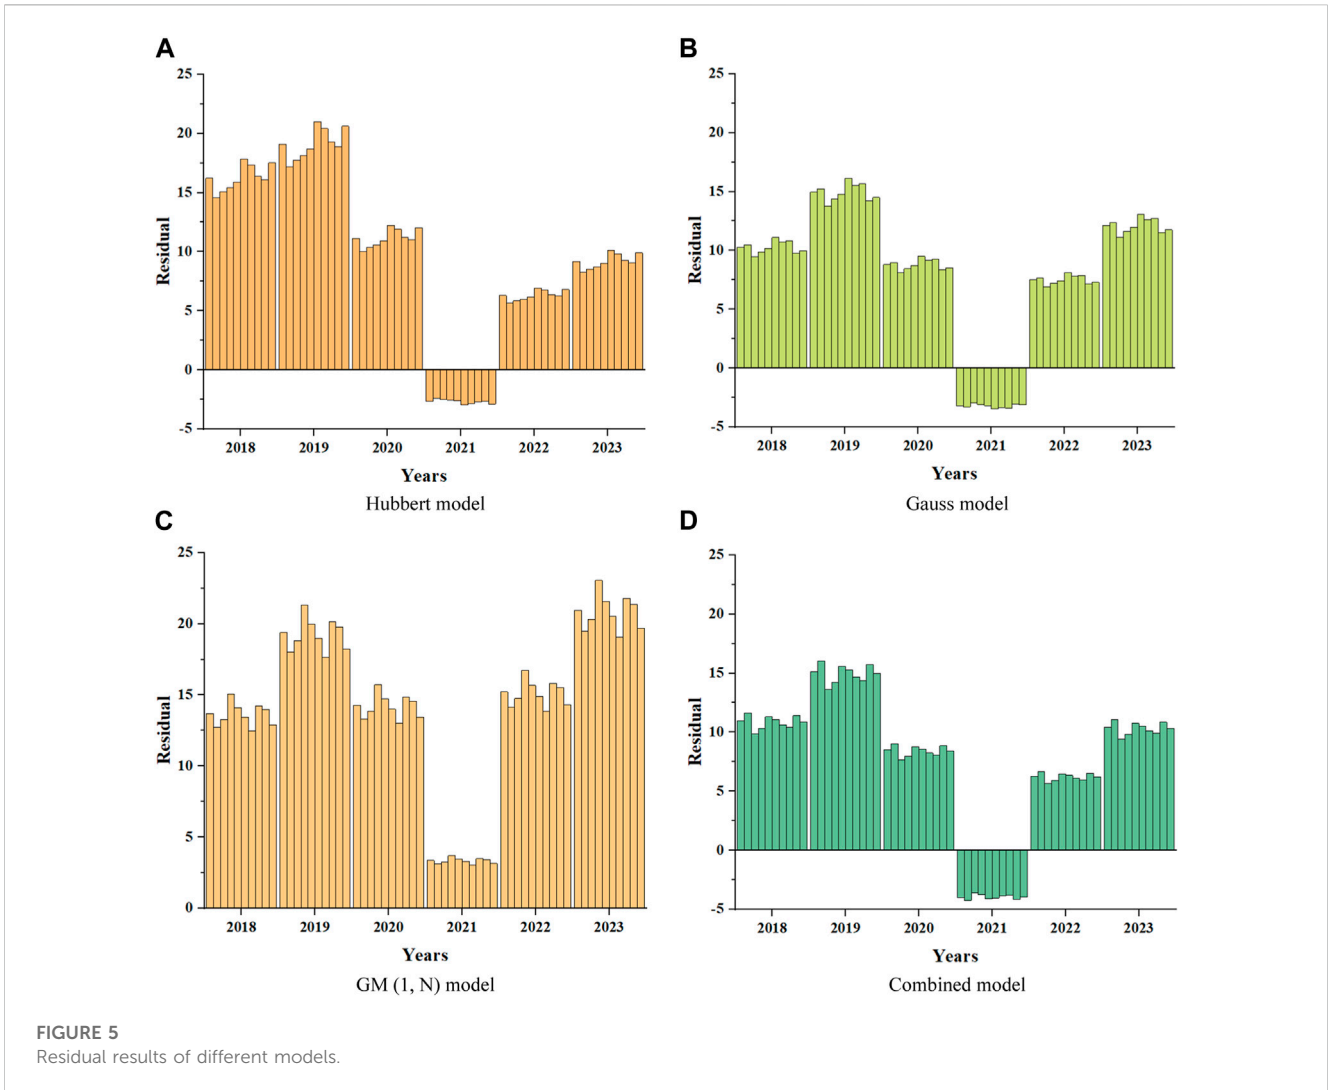 A
25
20
15
10
5
0
-5
Residual
2018 2019 2020 2021 2022 2023
Years
Hubbert model
B
25
20
15
10
5
0
-5
Residual
2018 2019 2020 2021 2022 2023
Years
Gauss model
C
25
20
15
10
5
0
Residual
2018 2019 2020 2021 2022 2023
Years
GM (1, N) model
D
25
20
15
10
5
0
-5
Residual
2018 2019 2020 2021 2022 2023
Years
Combined model
FIGURE 5
Residual results of different models.